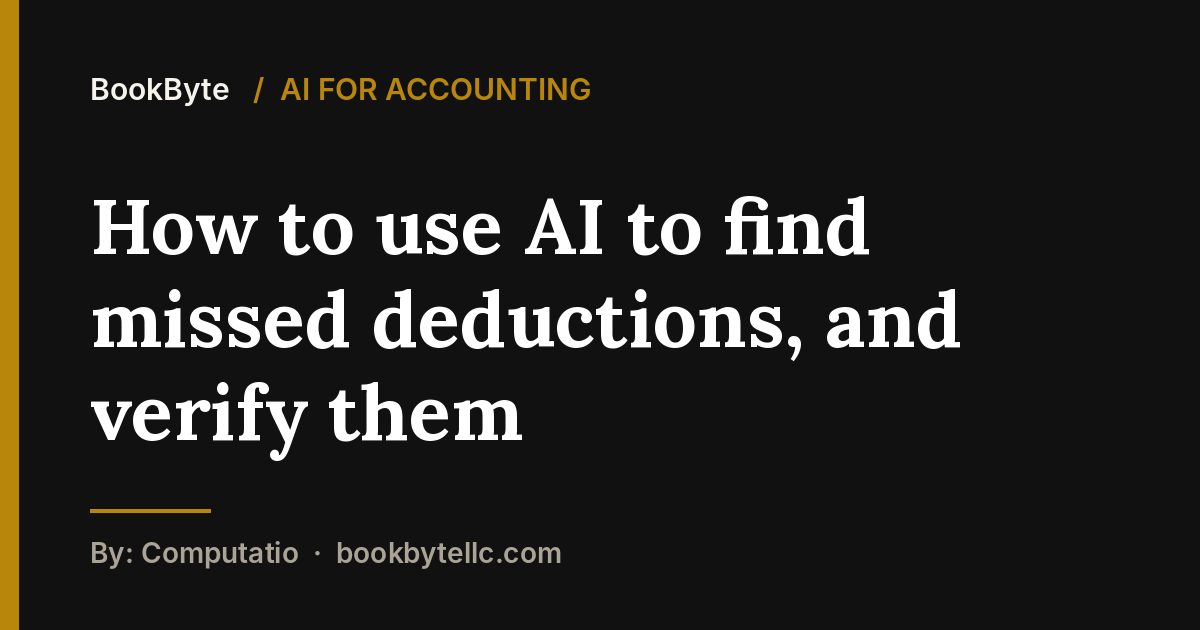 BookByte / AI FOR ACCOUNTING
How to use AI to find
missed deductions, and
verify them
By: Computatio · bookbytellc.com